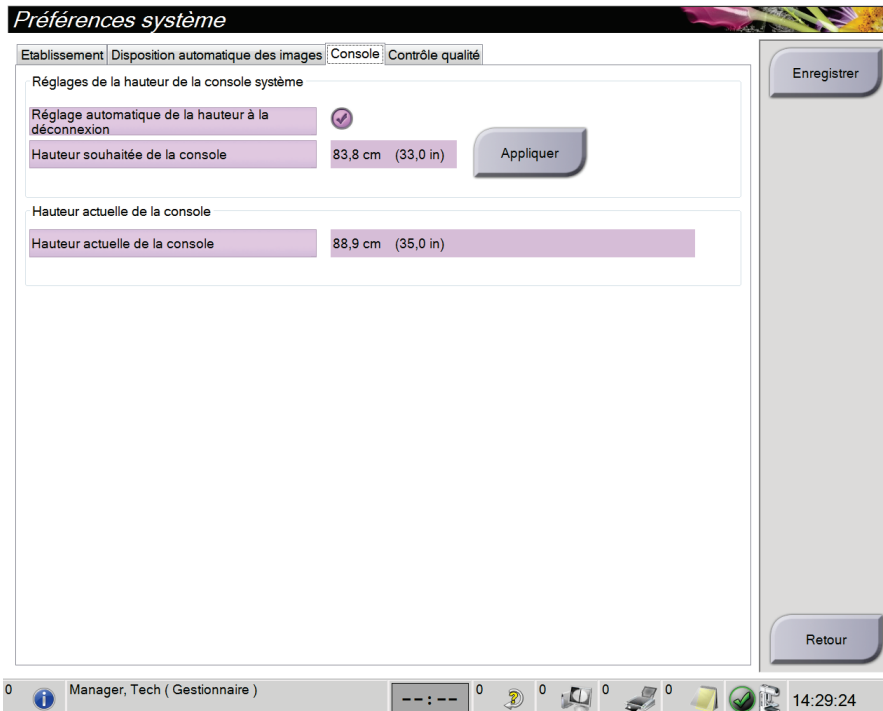 Préférences système
Etablissement Disposition automatique des images Console Contrôle qualité
Enregistrer
Réglages de la hauteur de la console système
Réglage automatique de la hauteur à la
déconnexion
Hauteur souhaitée de la console 83,8 cm (33,0 in) Appliquer
Hauteur actuelle de la console
Hauteur actuelle de la console 88,9 cm (35,0 in)
Retour
0 Manager, Tech ( Gestionnaire ) --:-- 0 0 0 0 14:29:24